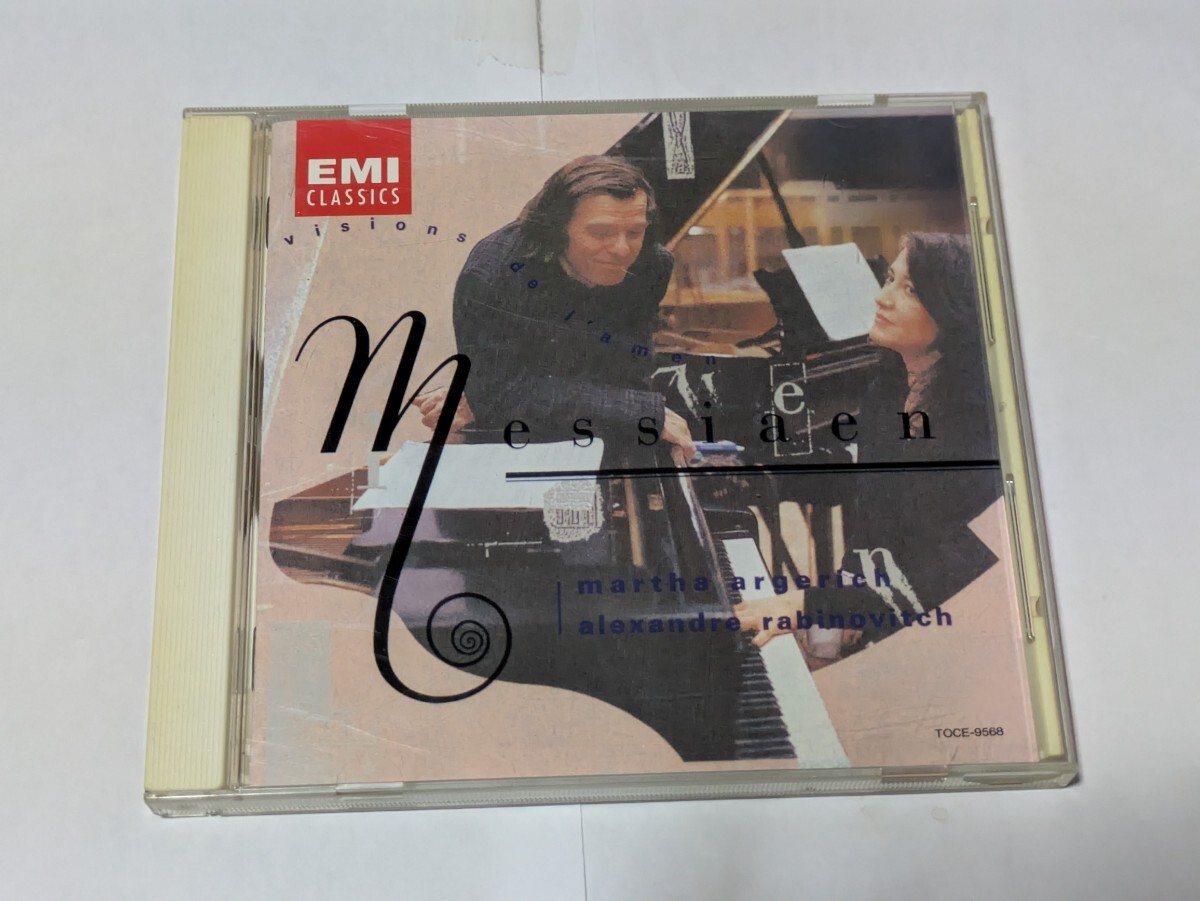 EMI
CLASSICS
visions de l'amen
Messiaen
e
n
martha argerich
alexandre rabinovitch
TOCE-9568